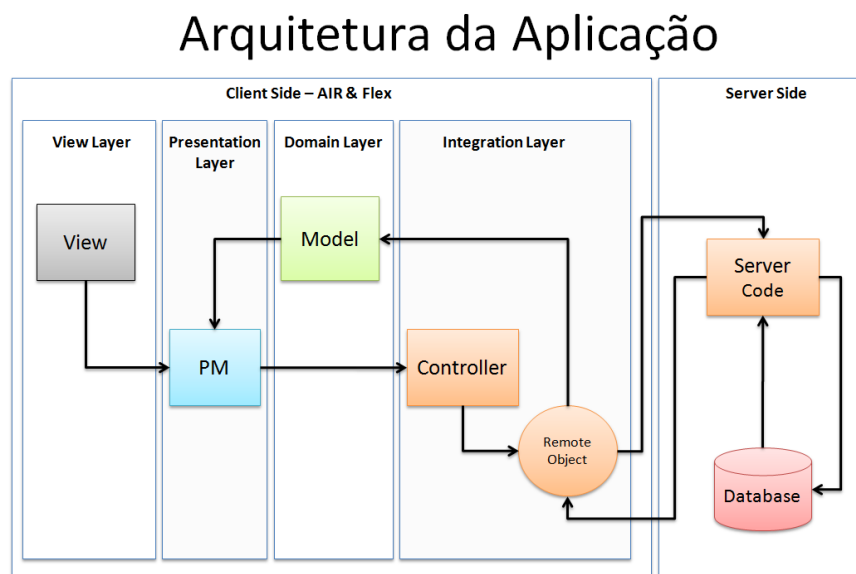 Arquitetura da Aplicação
Client Side – AIR & Flex
Server Side
View Layer
Presentation
Layer
Domain Layer
Integration Layer
View
Model
Server
Code
PM
Controller
Remote
Object
Database